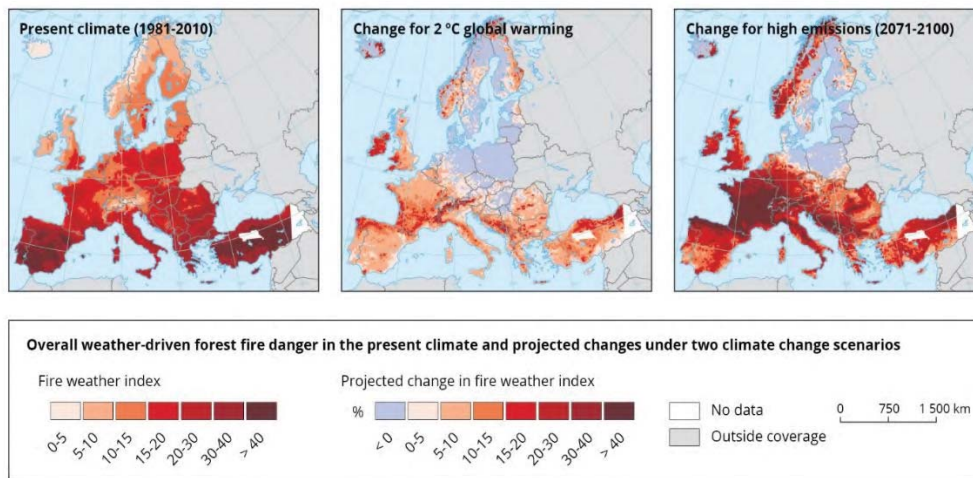 Present climate (1981-2010)
Change for 2 °C global warming
Change for high emissions (2071-2100)
Overall weather-driven forest fire danger in the present climate and projected changes under two climate change scenarios
Fire weather index
0-5
5-10
10-15
15-20
20-30
30-40
> 40
Projected change in fire weather index
%
< 0
0-5
5-10
10-15
15-20
20-30
30-40
> 40
No data
Outside coverage
0 750 1 500 km